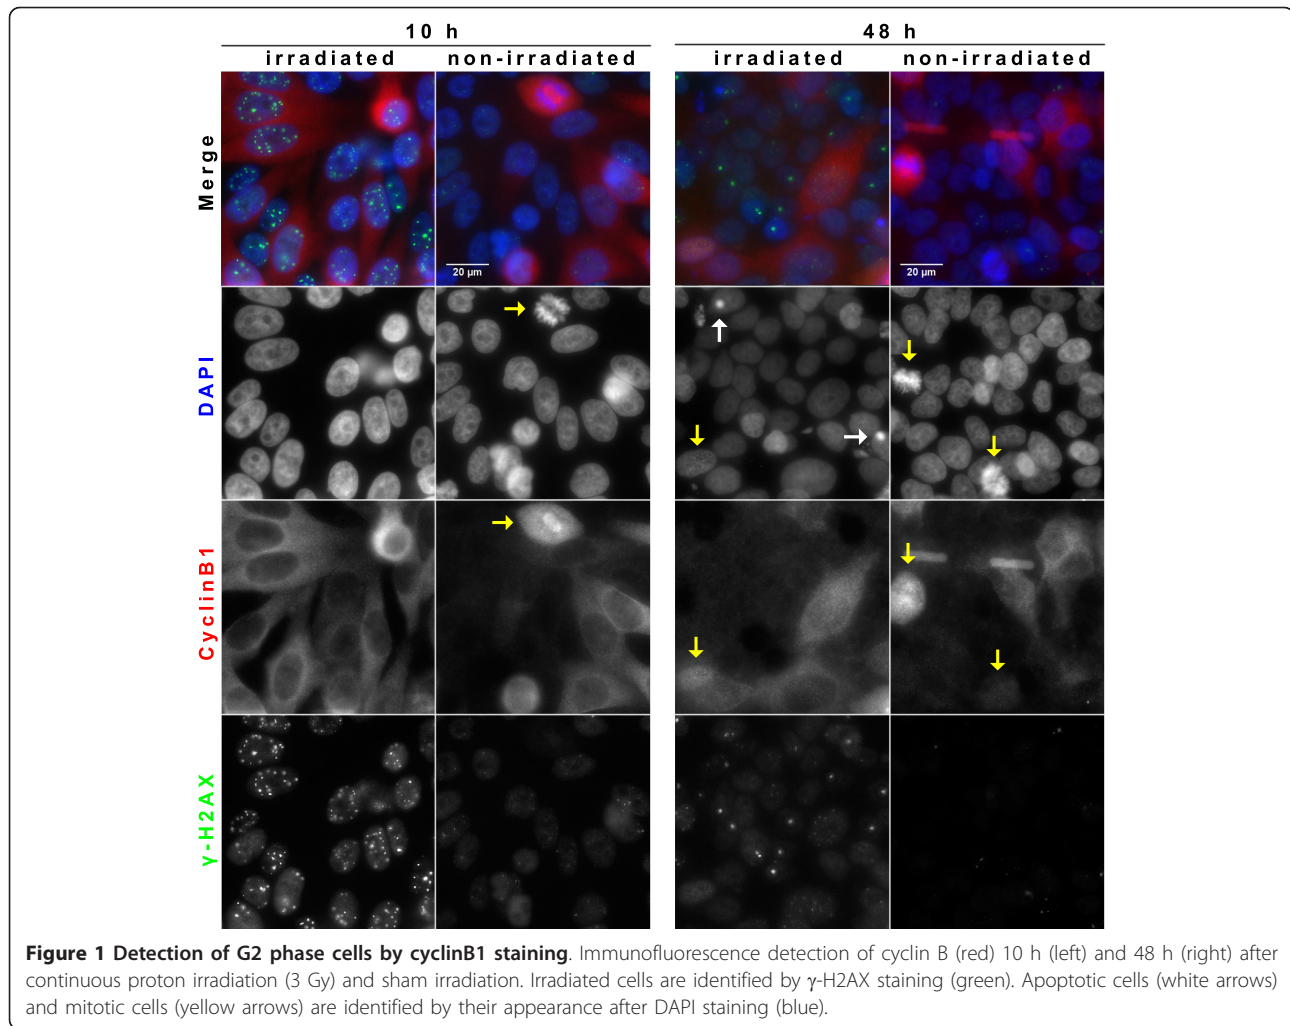 10 h
48 h
irradiated
non-irradiated
irradiated
non-irradiated
Merge
20 µm
20 µm
DAPI
CyclinB1
γ-H2AX
Figure 1 Detection of G2 phase cells by cyclinB1 staining. Immunofluorescence detection of cyclin B (red) 10 h (left) and 48 h (right) after
continuous proton irradiation (3 Gy) and sham irradiation. Irradiated cells are identified by γ-H2AX staining (green). Apoptotic cells (white arrows)
and mitotic cells (yellow arrows) are identified by their appearance after DAPI staining (blue).